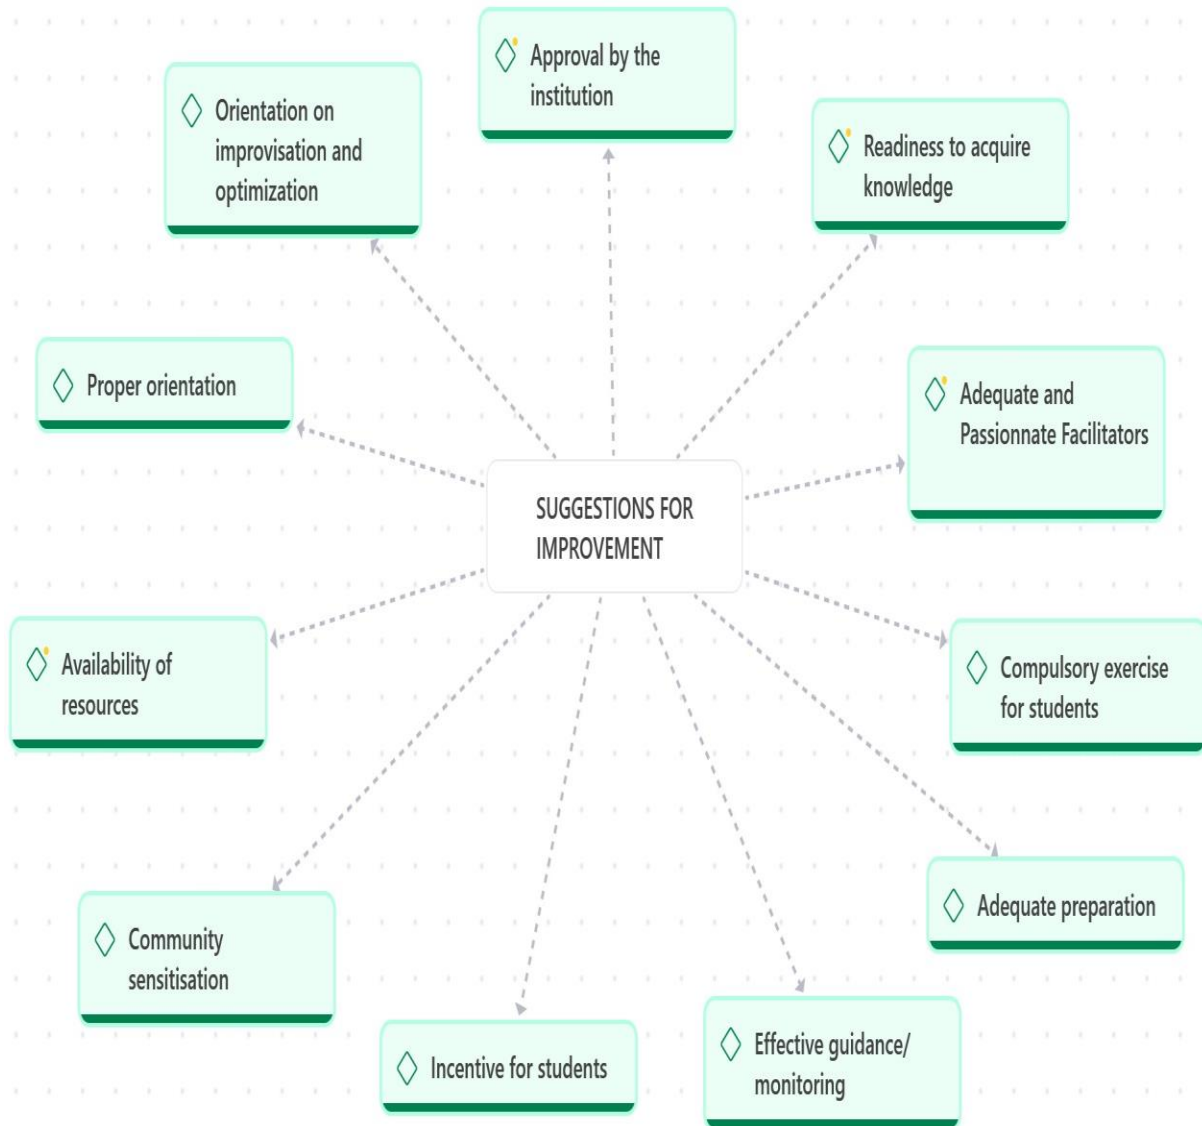 Approval by the
institution
Orientation on
improvisation and
optimization
Readiness to acquire
knowledge
Proper orientation
Adequate and
Passionnate Facilitators
SUGGESTIONS FOR
IMPROVEMENT
Availability of
resources
Compulsory exercise
for students
Adequate preparation
Community
sensitisation
Incentive for students
Effective guidance/
monitoring